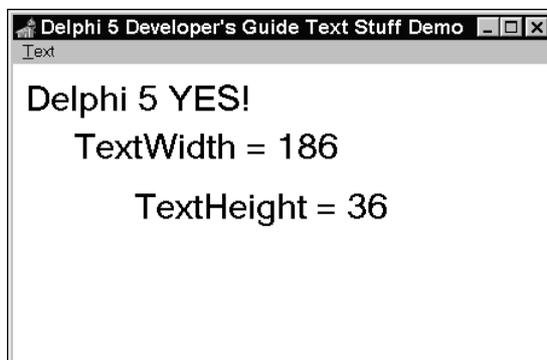 Delphi 5 Developer's Guide Text Stuff Demo
Text
Delphi 5 YES!
TextWidth = 186
TextHeight = 36